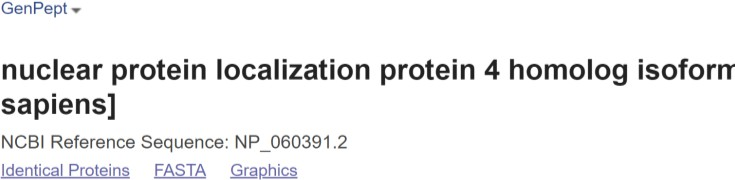 GenPept
nuclear protein localization protein 4 homolog isoform
sapiens]
NCBI Reference Sequence: NP_060391.2
Identical Proteins FASTA Graphics